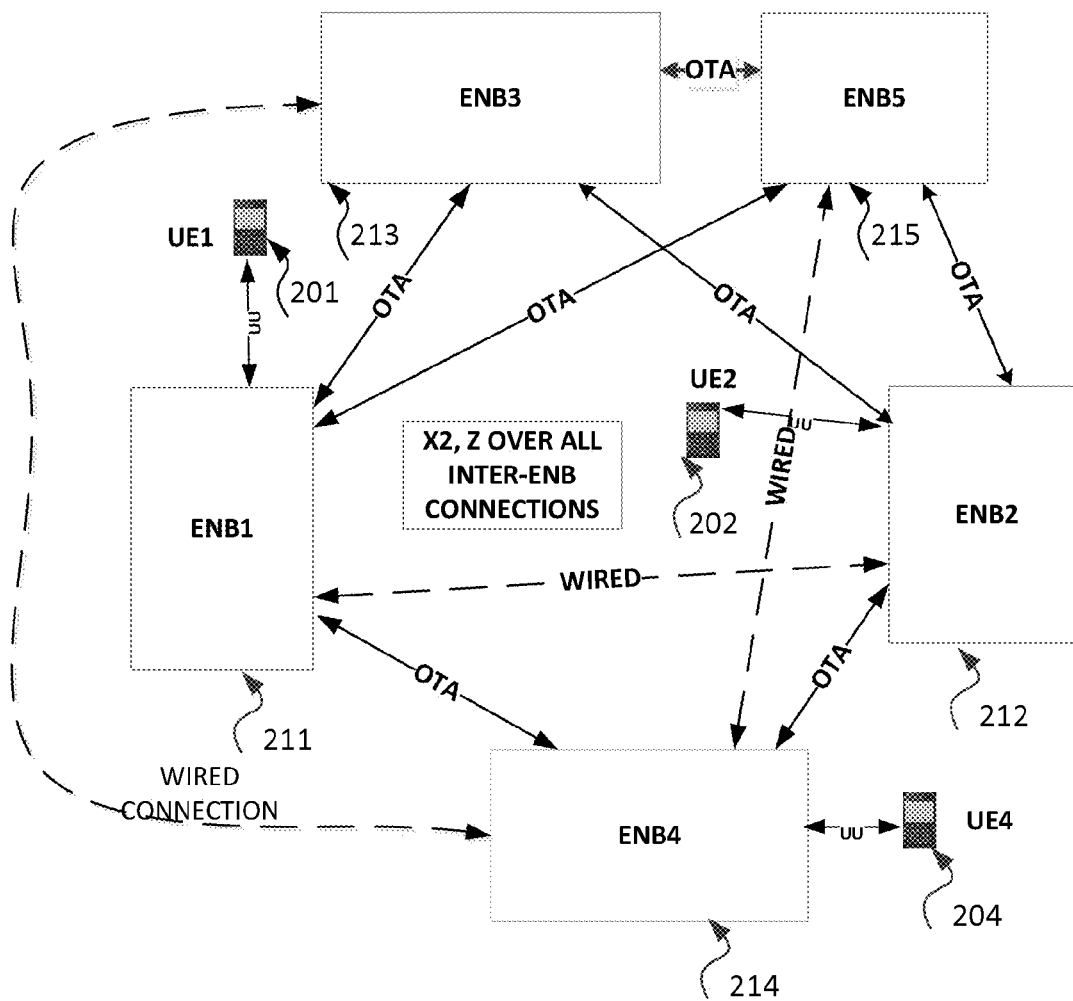 ENB3
OTA
ENB5
UE1
201
213
215
UU
OTA
OTA
OTA
OTA
UE2
UU
202
X2, Z OVER ALL
INTER-ENB
CONNECTIONS
WIRED
ENB1
ENB2
WIRED
OTA
OTA
211
212
WIRED
CONNECTION
ENB4
UU
UE4
204
214